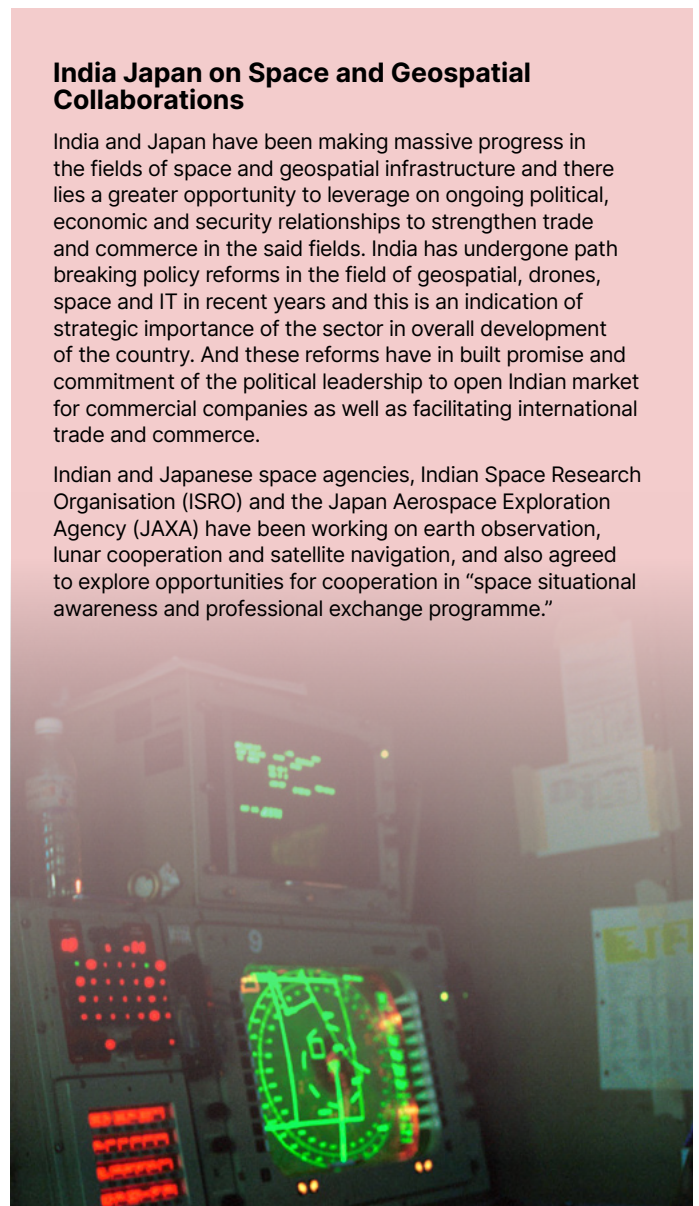 India Japan on Space and Geospatial
Collaborations
India and Japan have been making massive progress in
the fields of space and geospatial infrastructure and there
lies a greater opportunity to leverage on ongoing political,
economic and security relationships to strengthen trade
and commerce in the said fields. India has undergone path
breaking policy reforms in the field of geospatial, drones,
space and IT in recent years and this is an indication of
strategic importance of the sector in overall development
of the country. And these reforms have in built promise and
commitment of the political leadership to open Indian market
for commercial companies as well as facilitating international
trade and commerce.
Indian and Japanese space agencies, Indian Space Research
Organisation (ISRO) and the Japan Aerospace Exploration
Agency (JAXA) have been working on earth observation,
lunar cooperation and satellite navigation, and also agreed
to explore opportunities for cooperation in “space situational
awareness and professional exchange programme.”
9